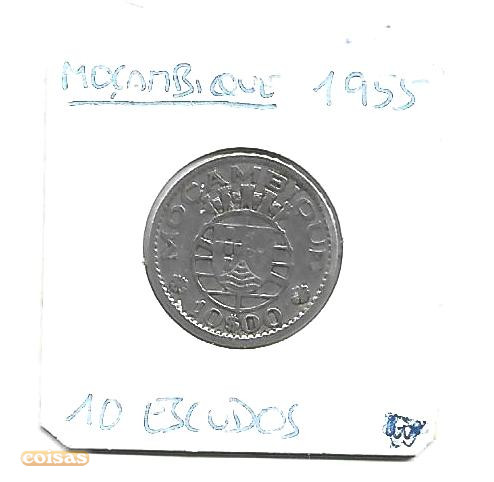 MOÇAMBIQUE 1955
MOÇAMBIQUE
10$00
10 ESCUDOS
coisas